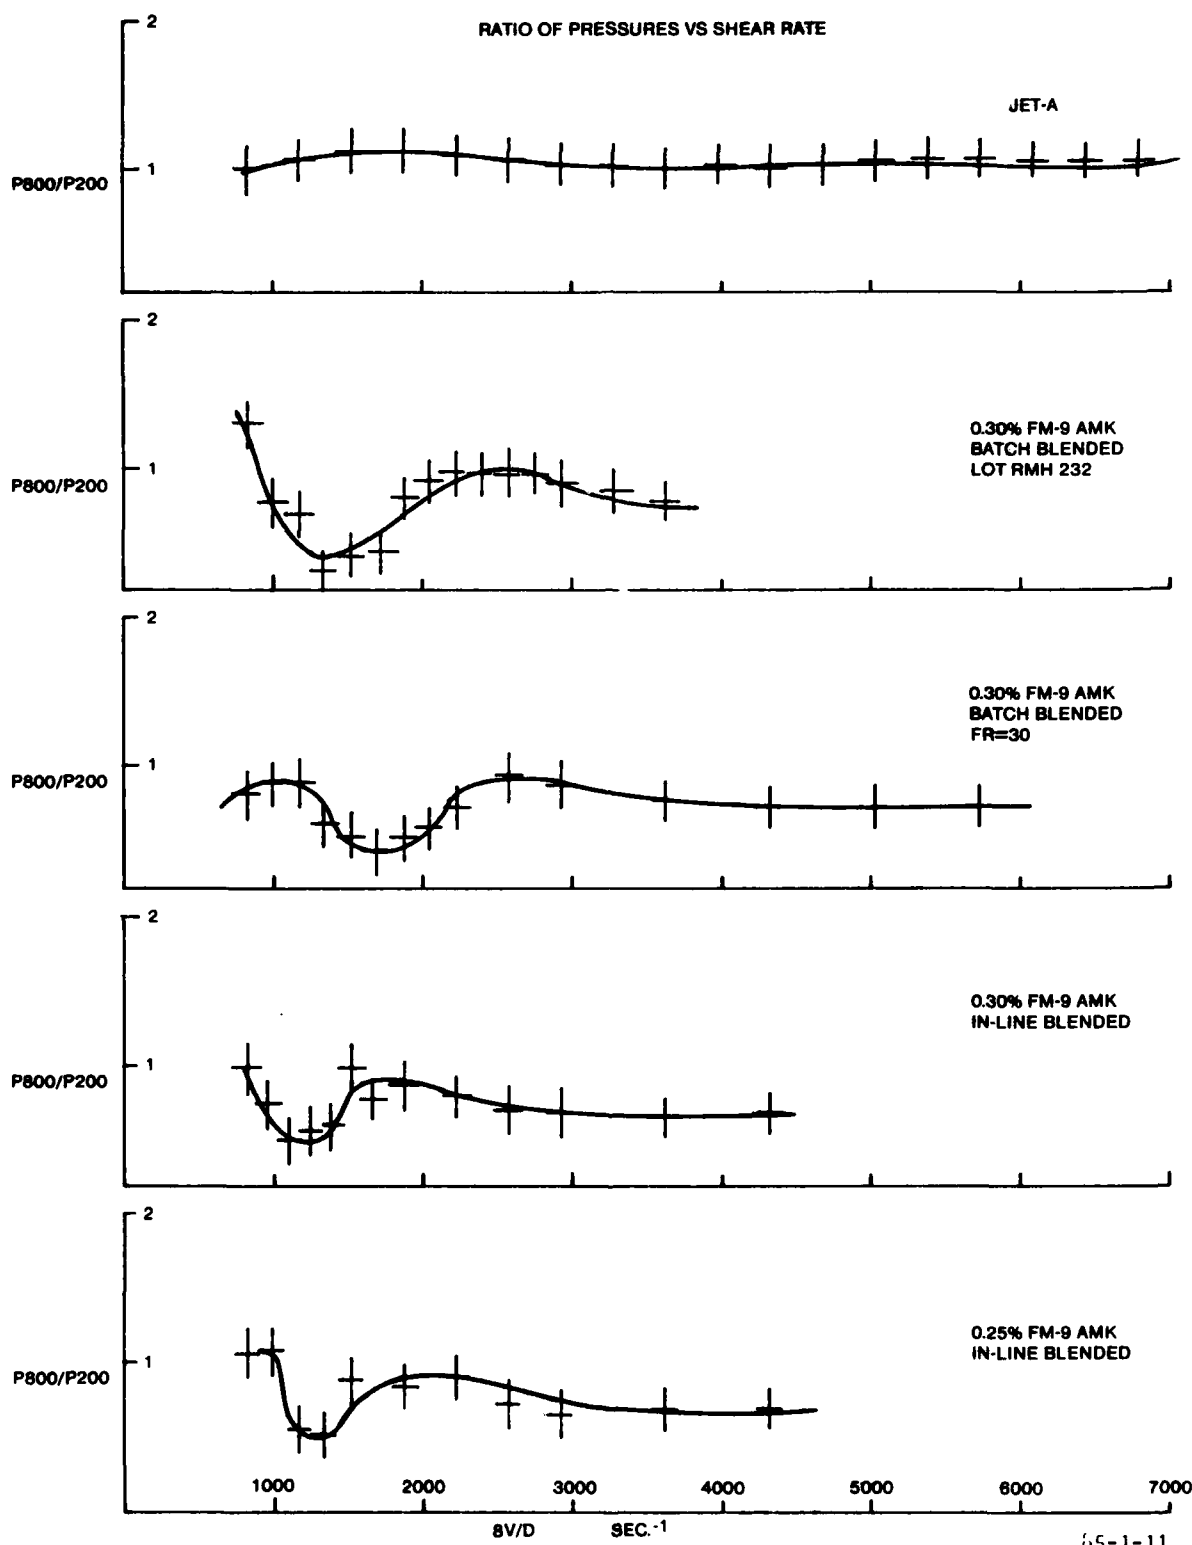 RATIO OF PRESSURES VS SHEAR RATE
2
JET-A
1
P800/P200
2
0.30% FM-9 AMK
BATCH BLENDED
LOT RMH 232
1
P800/P200
2
0.30% FM-9 AMK
BATCH BLENDED
FR=30
1
P800/P200
2
0.30% FM-9 AMK
IN-LINE BLENDED
1
P800/P200
2
0.25% FM-9 AMK
IN-LINE BLENDED
1
P800/P200
1000 2000 3000 4000 5000 6000 7000
8V/D SEC.⁻¹